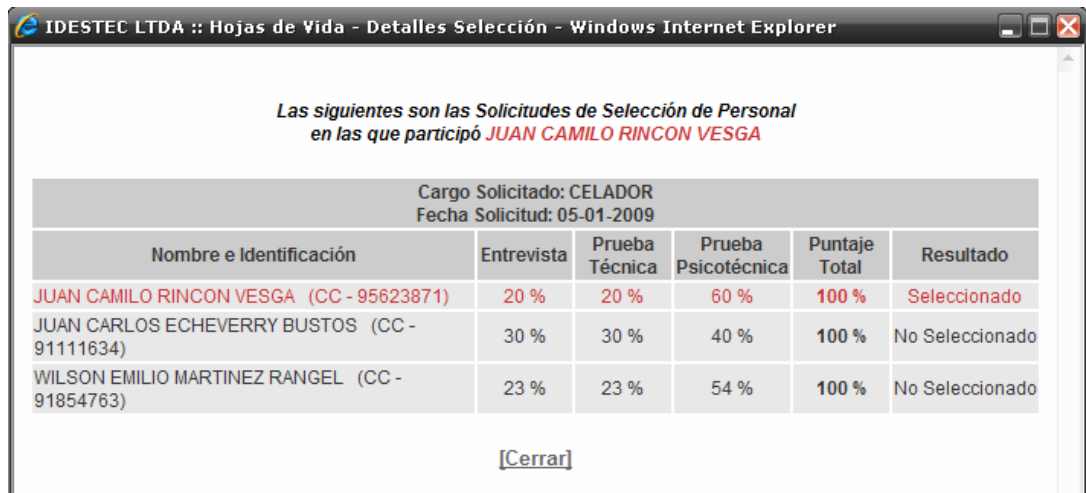 IDESTEC LTDA :: Hojas de Vida - Detalles Selección - Windows Internet Explorer
Las siguientes son las Solicitudes de Selección de Personal
en las que participó JUAN CAMILO RINCON VESGA
Cargo Solicitado: CELADOR
Fecha Solicitud: 05-01-2009
Nombre e Identificación Entrevista Prueba Técnica Prueba Psicotécnica Puntaje Total Resultado
JUAN CAMILO RINCON VESGA (CC - 95623871) 20 % 20 % 60 % 100 % Seleccionado
JUAN CARLOS ECHEVERRY BUSTOS (CC -
91111634) 30 % 30 % 40 % 100 % No Seleccionado
WILSON EMILIO MARTINEZ RANGEL (CC -
91854763) 23 % 23 % 54 % 100 % No Seleccionado
[Cerrar]